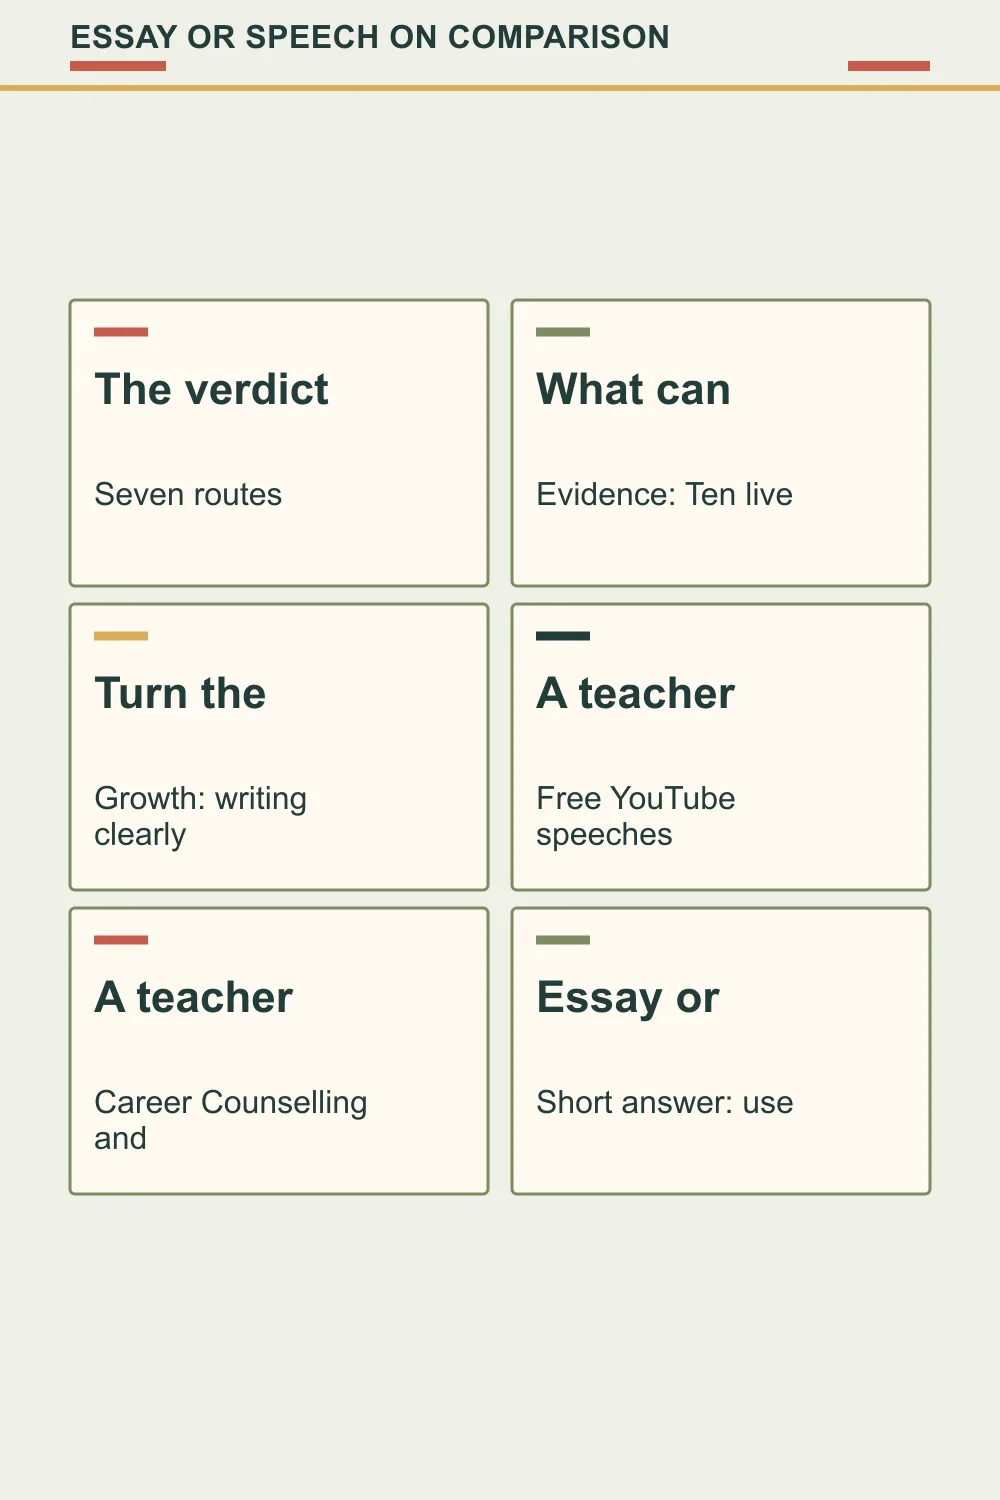 ESSAY OR SPEECH ON COMPARISON
The verdict
Seven routes
What can
Evidence: Ten live
Turn the
Growth: writing
clearly
A teacher
Free YouTube
speeches
A teacher
Career Counselling
and
Essay or
Short answer: use